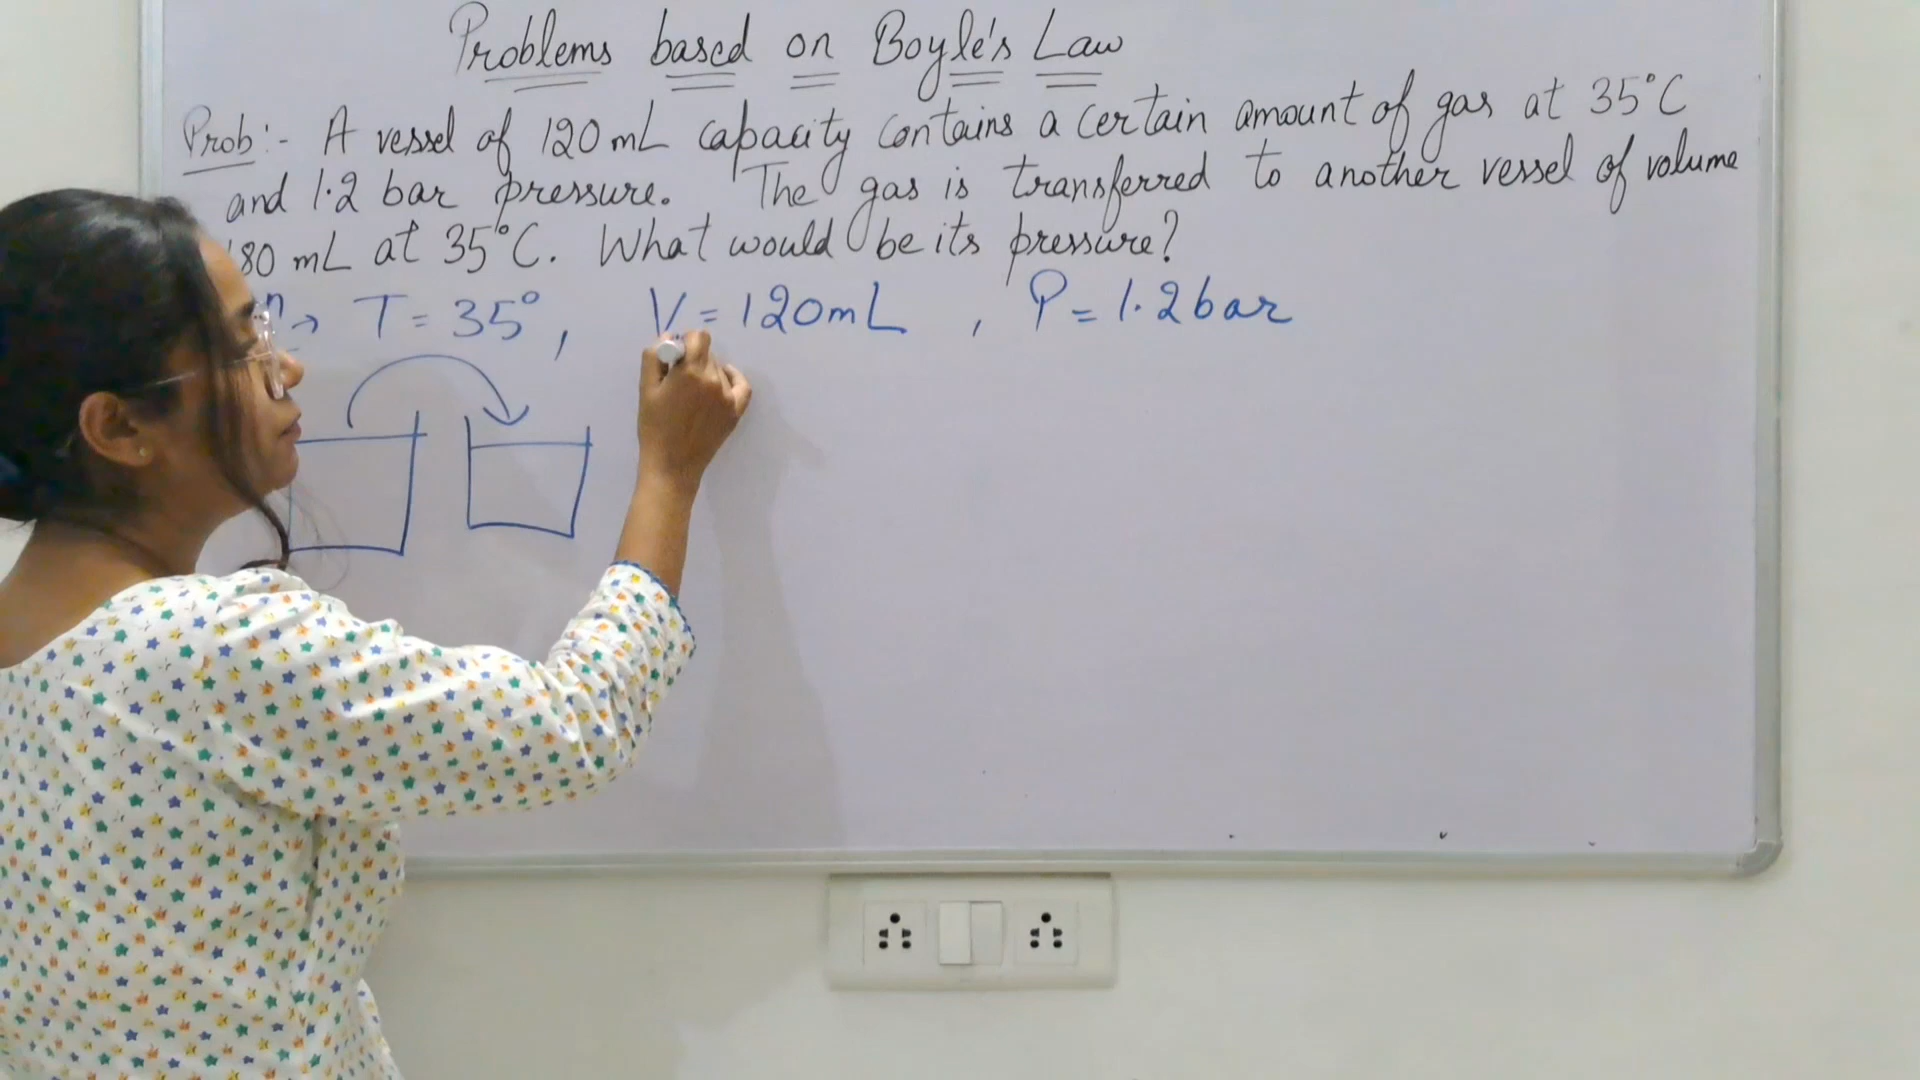 Problems based on Boyle's Law
Prob:- A vessel of 120 mL capacity contains a certain amount of gas at 35°C
and 1.2 bar pressure. The gas is transferred to another vessel of volume
180 mL at 35°C. What would be its pressure?
n → T = 35°, V = 120mL , P = 1.2 bar